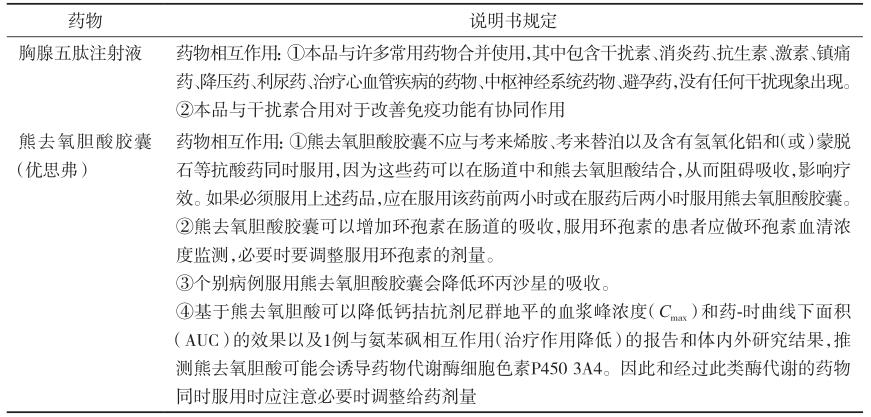 药物 说明书规定
胸腺五肽注射液 药物相互作用：①本品与许多常用药物合并使用,其中包含干扰素、消炎药、抗生素、激素、镇痛
药、降压药、利尿药、治疗心血管疾病的药物、中枢神经系统药物、避孕药,没有任何干扰现象出现。
②本品与干扰素合用对于改善免疫功能有协同作用
熊去氧胆酸胶囊 药物相互作用：①熊去氧胆酸胶囊不应与考来烯胺、考来替泊以及含有氢氧化铝和(或)蒙脱
(优思弗) 石等抗酸药同时服用,因为这些药可以在肠道中和熊去氧胆酸结合,从而阻碍吸收,影响疗
效。如果必须服用上述药品,应在服用该药前两小时或在服药后两小时服用熊去氧胆酸胶囊。
②熊去氧胆酸胶囊可以增加环孢素在肠道的吸收,服用环孢素的患者应做环孢素血清浓
度监测,必要时要调整服用环孢素的剂量。
③个别病例服用熊去氧胆酸胶囊会降低环丙沙星的吸收。
④基于熊去氧胆酸可以降低钙拮抗剂尼群地平的血浆峰浓度(Cmax)和药-时曲线下面积
(AUC)的效果以及1例与氨苯砜相互作用(治疗作用降低)的报告和体内外研究结果,推
测熊去氧胆酸可能会诱导药物代谢酶细胞色素P450 3A4。因此和经过此类酶代谢的药物
同时服用时应注意必要时调整给药剂量